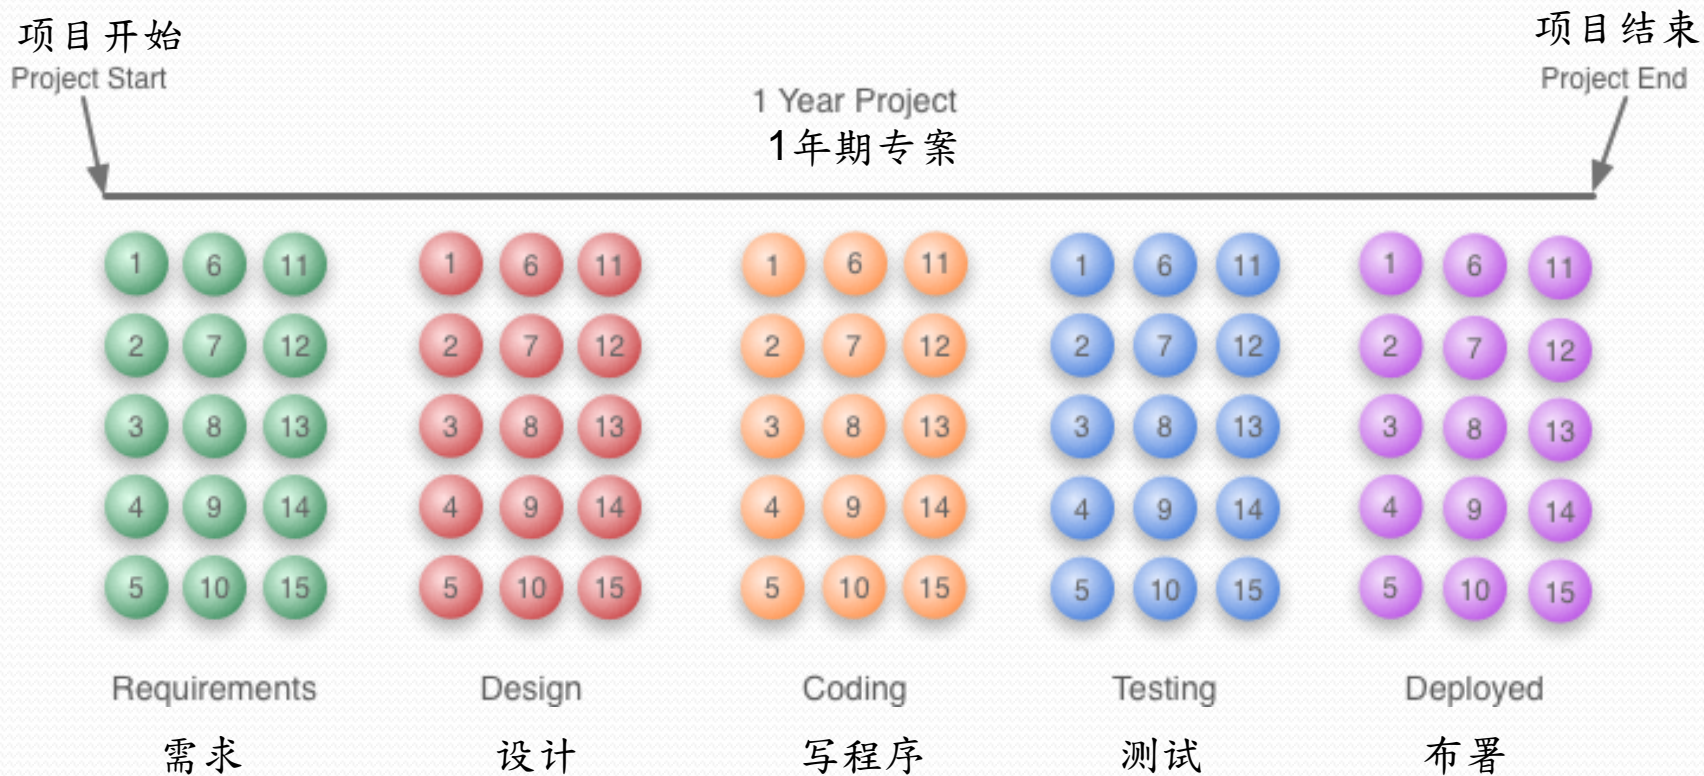 项目开始
Project Start
项目结束
Project End
1 Year Project
1年期专案
1 6 11 1 6 11 1 6 11 1 6 11 1 6 11
2 7 12 2 7 12 2 7 12 2 7 12 2 7 12
3 8 13 3 8 13 3 8 13 3 8 13 3 8 13
4 9 14 4 9 14 4 9 14 4 9 14 4 9 14
5 10 15 5 10 15 5 10 15 5 10 15 5 10 15
Requirements Design Coding Testing Deployed
需求 设计 写程序 测试 布署